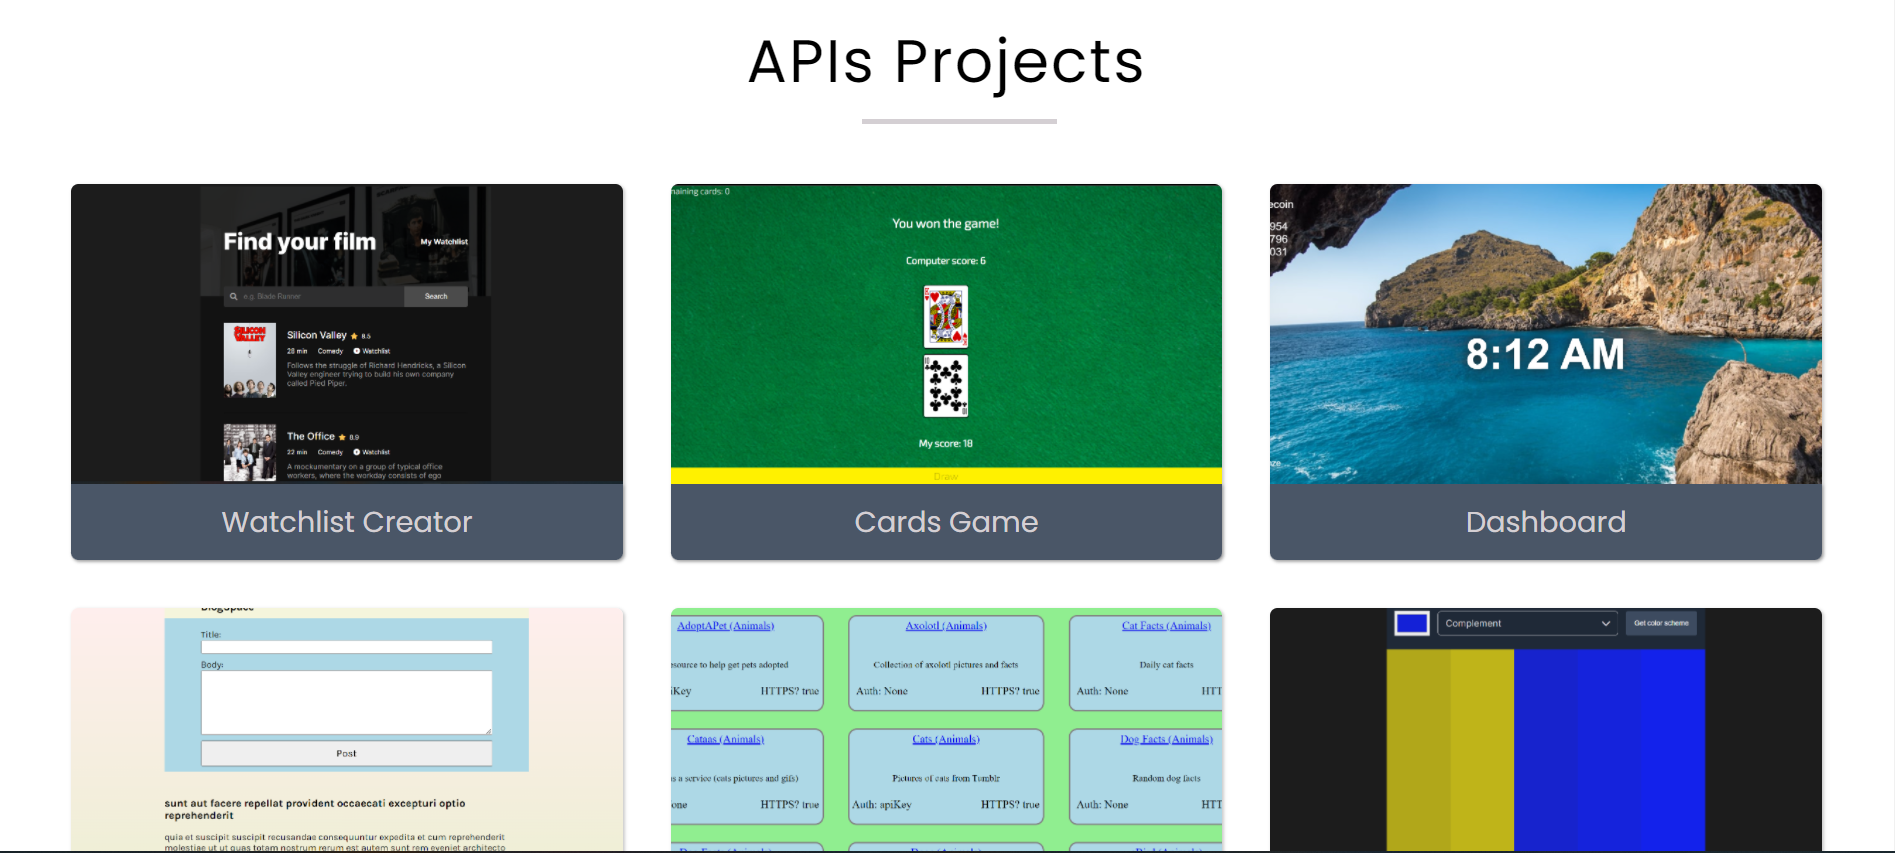 APIs Projects
Find your film
My Watchlist
e.g. Blade Runner
Search
SILICON VALLEY
Silicon Valley 8.5
28 min Comedy Watchlist
Follows the struggle of Richard Hendricks, a Silicon
Valley engineer trying to build his own company
called Pied Piper.
The Office 8.9
22 min Comedy Watchlist
A mockumentary on a group of typical office
workers, where the workday consists of ego
Watchlist Creator
naining cards: 0
You won the game!
Computer score: 6
My score: 18
Draw
Cards Game
ecoin
954
796
031
8:12 AM
Dashboard
BlogSpace
Title:
Body:
Post
sunt aut facere repellat provident occaecati excepturi optio
reprehenderit
quia et suscipit suscipit recusandae consequuntur expedita et cum reprehenderit
molestiae ut ut quas totam nostrum rerum est autem sunt rem eveniet architecto
AdoptAPet (Animals)
esource to help get pets adopted
iKey HTTPS? true
Axolotl (Animals)
Collection of axolotl pictures and facts
Auth: None HTTPS? true
Cat Facts (Animals)
Daily cat facts
Auth: None HTT
Cataas (Animals)
s a service (cats pictures and gifs)
one HTTPS? true
Cats (Animals)
Pictures of cats from Tumblr
Auth: apiKey HTTPS? true
Dog Facts (Animals)
Random dog facts
Auth: None HTT
Complement
Get color scheme